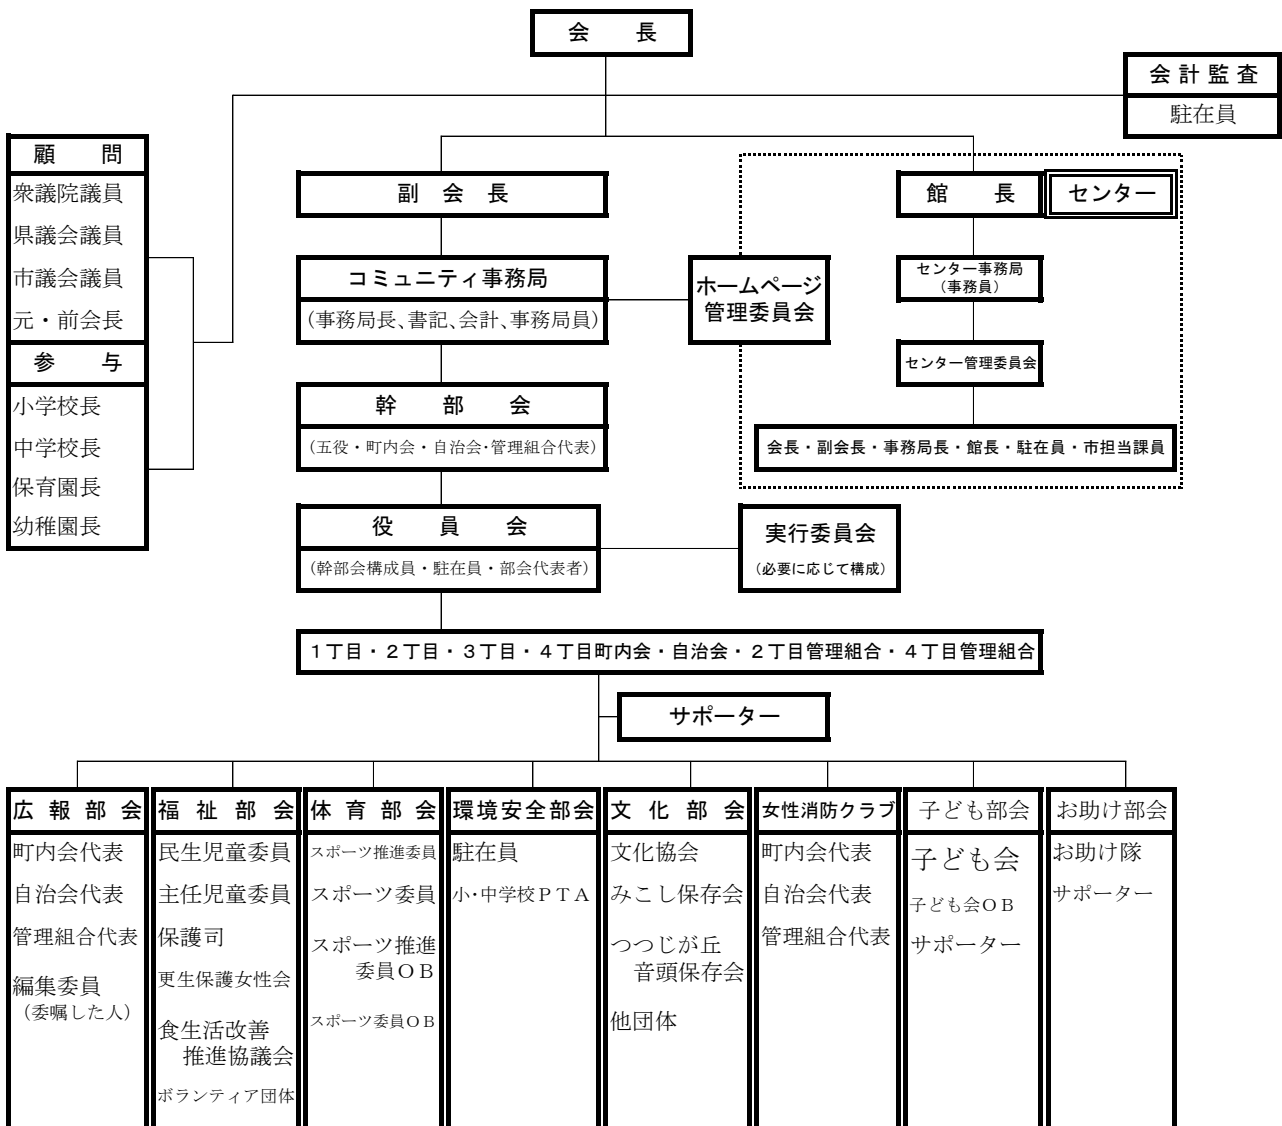 会　長
会計監査
駐在員
顧　問
衆議院議員
県議会議員
市議会議員
元・前会長
参　与
小学校長
中学校長
保育園長
幼稚園長
副 会 長
コミュニティ事務局
(事務局長、書記、会計、事務局員)
幹　部　会
(五役・町内会・自治会・管理組合代表)
役　員　会
(幹部会構成員・駐在員・部会代表者)
ホームページ
管理委員会
館　長
センター
センター事務局
(事務員)
センター管理委員会
会長・副会長・事務局長・館長・駐在員・市担当課員
実行委員会
(必要に応じて構成)
１丁目・２丁目・３丁目・４丁目町内会・自治会・２丁目管理組合・４丁目管理組合
サポーター
広 報 部 会
町内会代表
自治会代表
管理組合代表
編集委員
（委嘱した人）
福 祉 部 会
民生児童委員
主任児童委員
保護司
更生保護女性会
食生活改善
推進協議会
ボランティア団体
体 育 部 会
スポーツ推進委員
スポーツ委員
スポーツ推進
委員ＯＢ
スポーツ委員ＯＢ
環境安全部会
駐在員
小・中学校ＰＴＡ
文 化 部 会
文化協会
みこし保存会
つつじが丘
音頭保存会
他団体
女性消防クラブ
町内会代表
自治会代表
管理組合代表
子ども部会
子ども会
子ども会ＯＢ
サポーター
お助け部会
お助け隊
サポーター